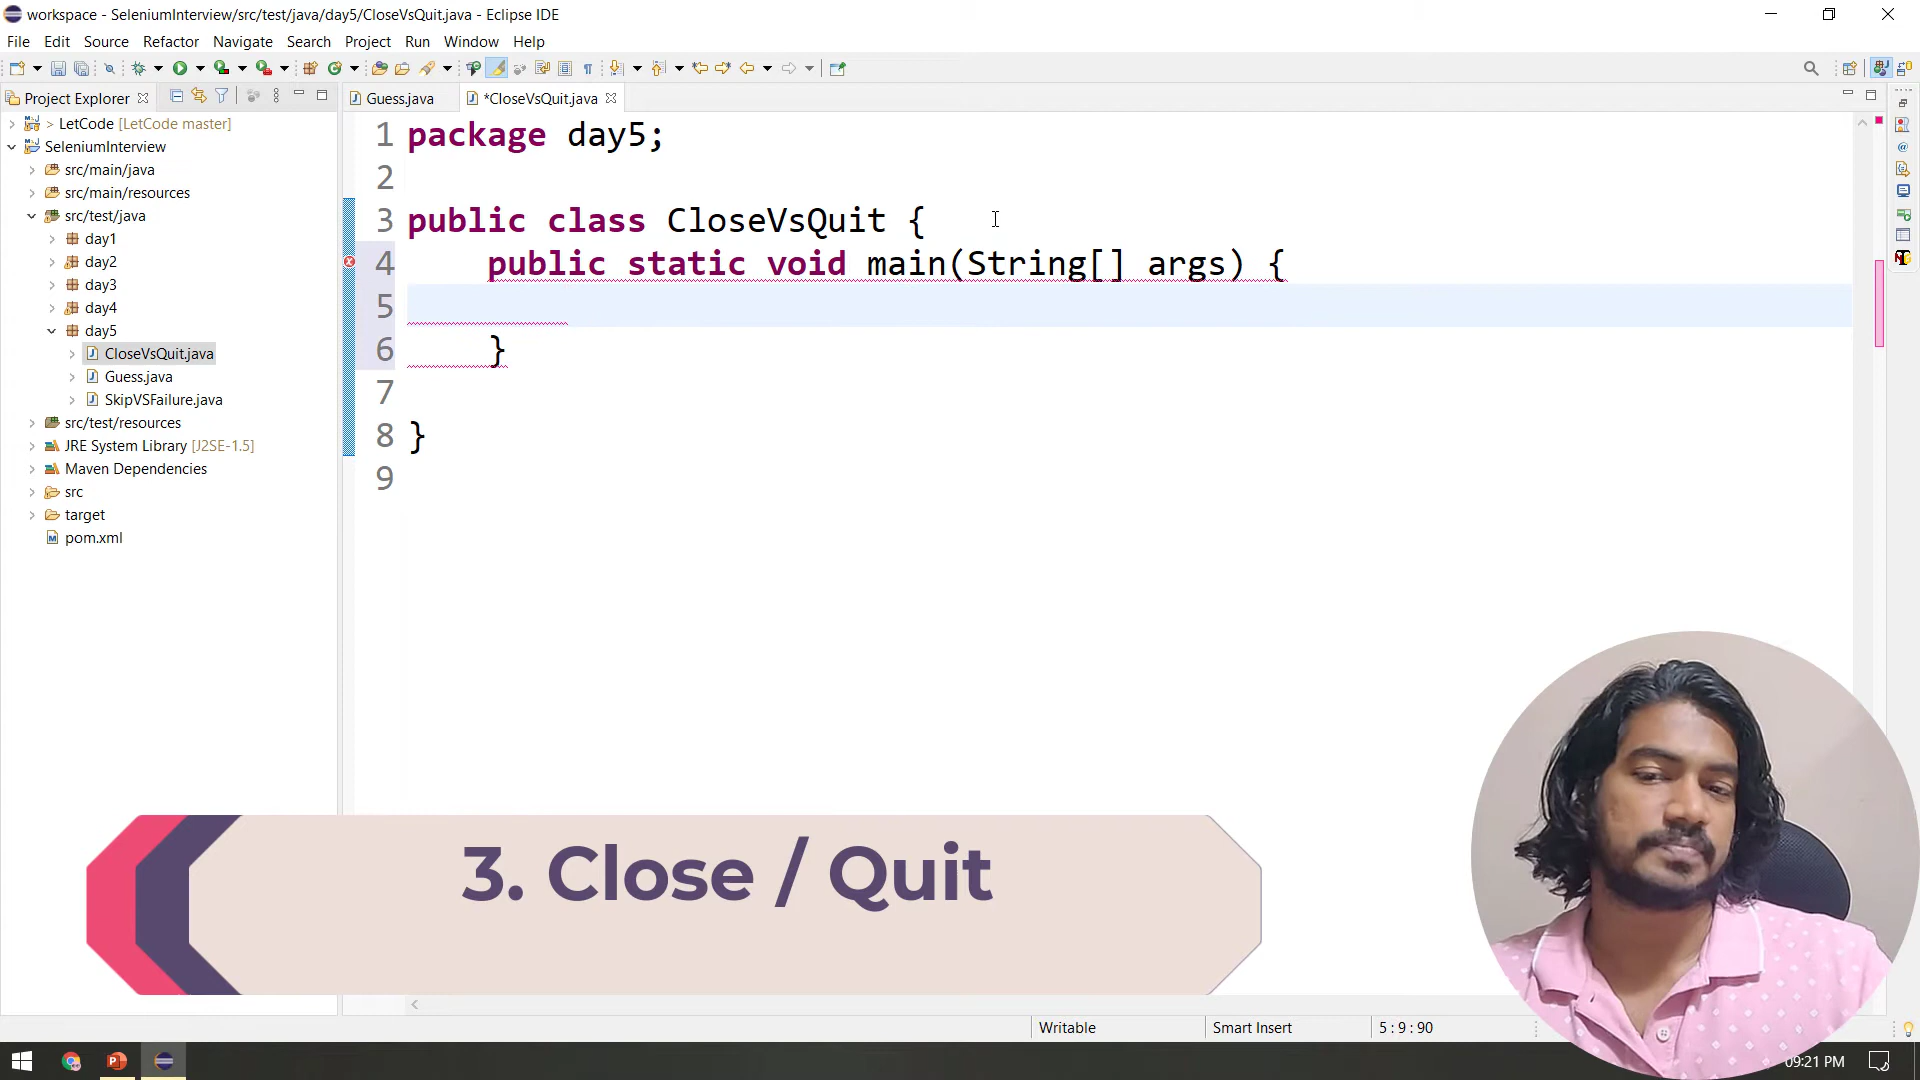 workspace - SeleniumInterview/src/test/java/day5/CloseVsQuit.java - Eclipse IDE
File Edit Source Refactor Navigate Search Project Run Window Help
Project Explorer
Guess.java
*CloseVsQuit.java
> LetCode [LetCode master]
SeleniumInterview
src/main/java
src/main/resources
src/test/java
day1
day2
day3
day4
day5
CloseVsQuit.java
Guess.java
SkipVSFailure.java
src/test/resources
JRE System Library [J2SE-1.5]
Maven Dependencies
src
target
pom.xml
1 package day5;
2
3 public class CloseVsQuit {
4 public static void main(String[] args) {
5
6 }
7
8 }
9
3. Close / Quit
Writable
Smart Insert
5 : 9 : 90
09:21 PM